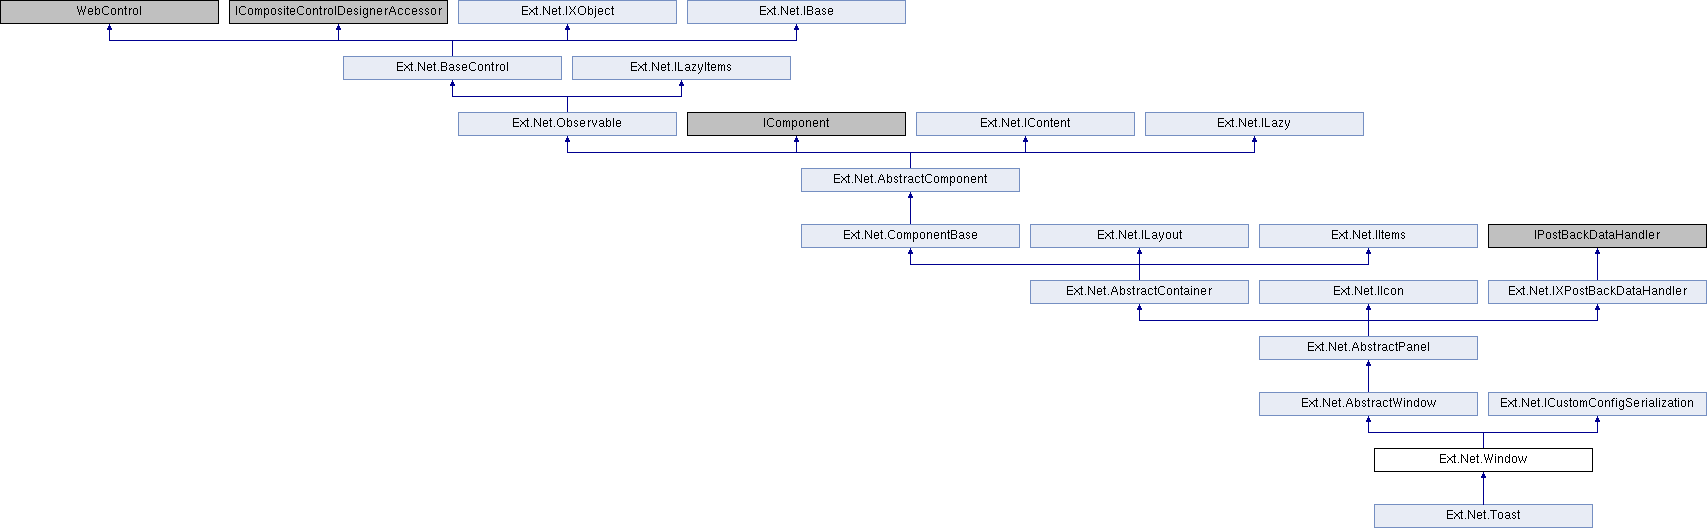 WebControl
ICompositeControlDesignerAccessor
Ext.Net.IXObject
Ext.Net.IBase
Ext.Net.BaseControl
Ext.Net.ILazyItems
Ext.Net.Observable
IComponent
Ext.Net.IContent
Ext.Net.ILazy
Ext.Net.AbstractComponent
Ext.Net.ComponentBase
Ext.Net.ILayout
Ext.Net.IItems
IPostBackDataHandler
Ext.Net.AbstractContainer
Ext.Net.IIcon
Ext.Net.IXPostBackDataHandler
Ext.Net.AbstractPanel
Ext.Net.AbstractWindow
Ext.Net.ICustomConfigSerialization
Ext.Net.Window
Ext.Net.Toast